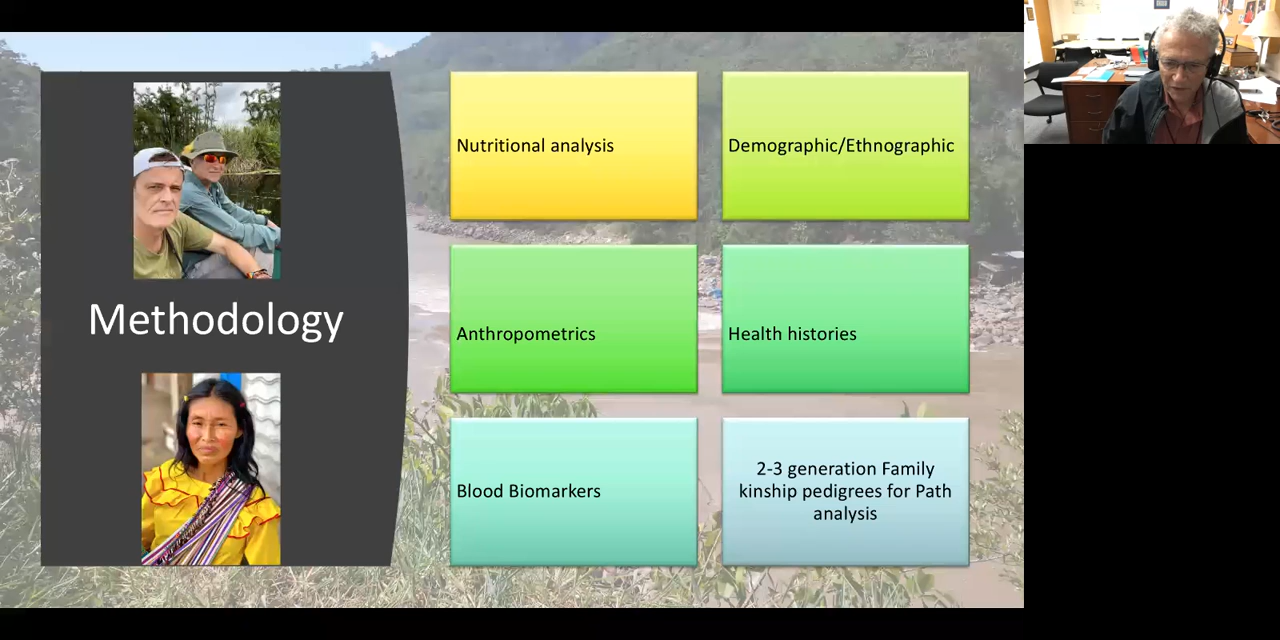 Methodology
Nutritional analysis
Demographic/Ethnographic
Anthropometrics
Health histories
Blood Biomarkers
2-3 generation Family
kinship pedigrees for Path
analysis